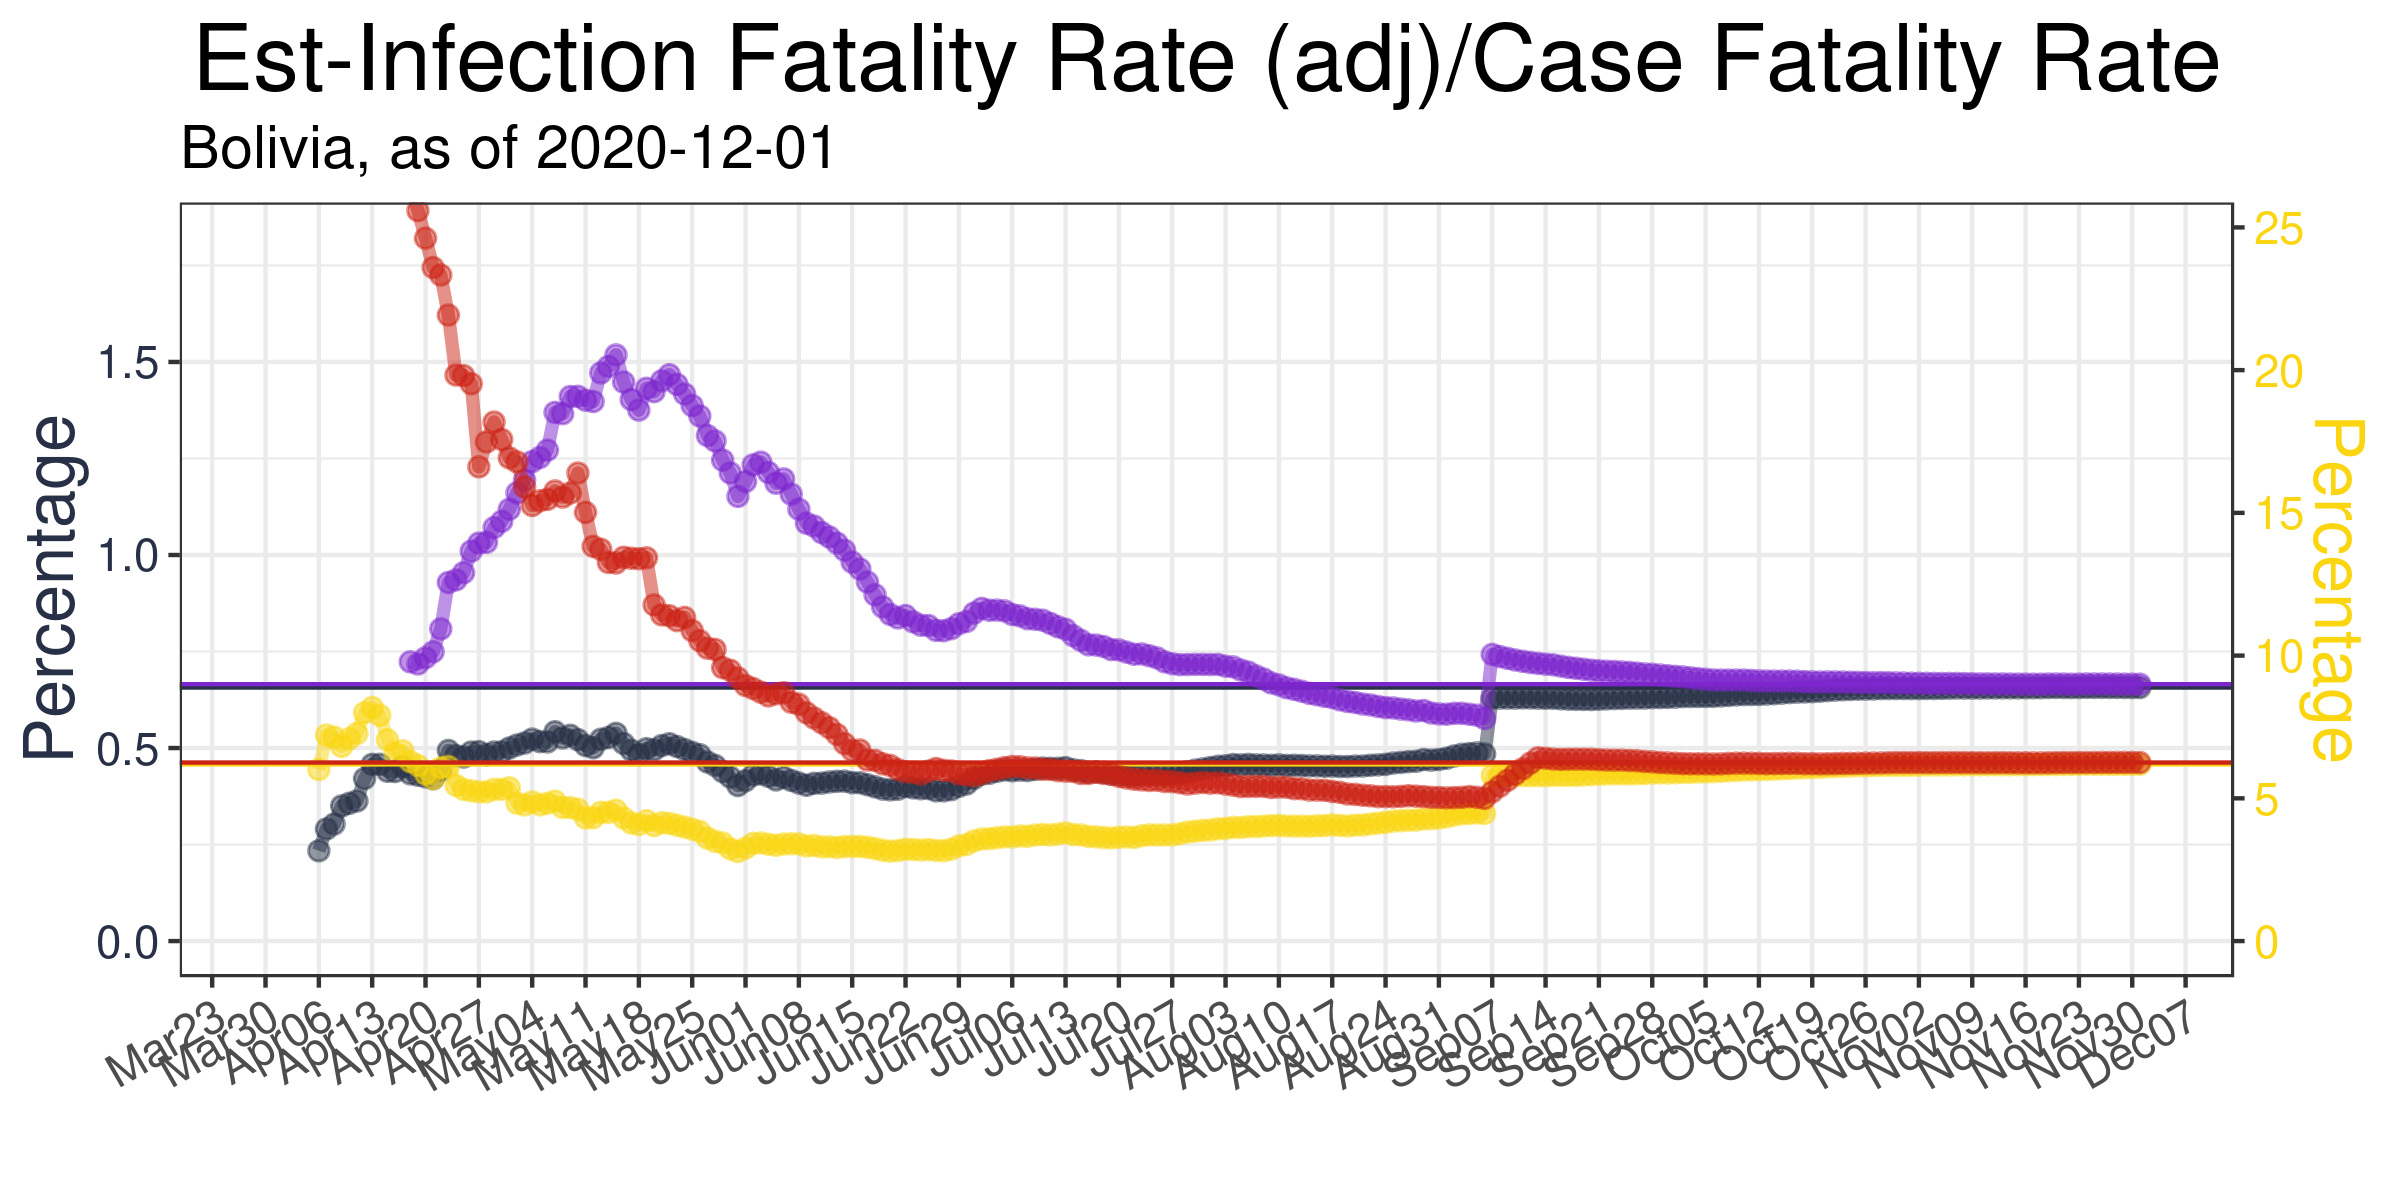 Est-Infection Fatality Rate (adj)/Case Fatality Rate
Bolivia, as of 2020-12-01
Percentage
1.5
1.0
0.5
0.0
25
20
15
10
5
0
Percentage
Mar23
Mar30
Apr06
Apr13
Apr20
Apr27
May04
May11
May18
May25
Jun01
Jun08
Jun15
Jun22
Jun29
Jul06
Jul13
Jul20
Jul27
Aug03
Aug10
Aug17
Aug24
Aug31
Sep07
Sep14
Sep21
Sep28
Oct05
Oct12
Oct19
Oct26
Nov02
Nov09
Nov16
Nov23
Nov30
Dec07